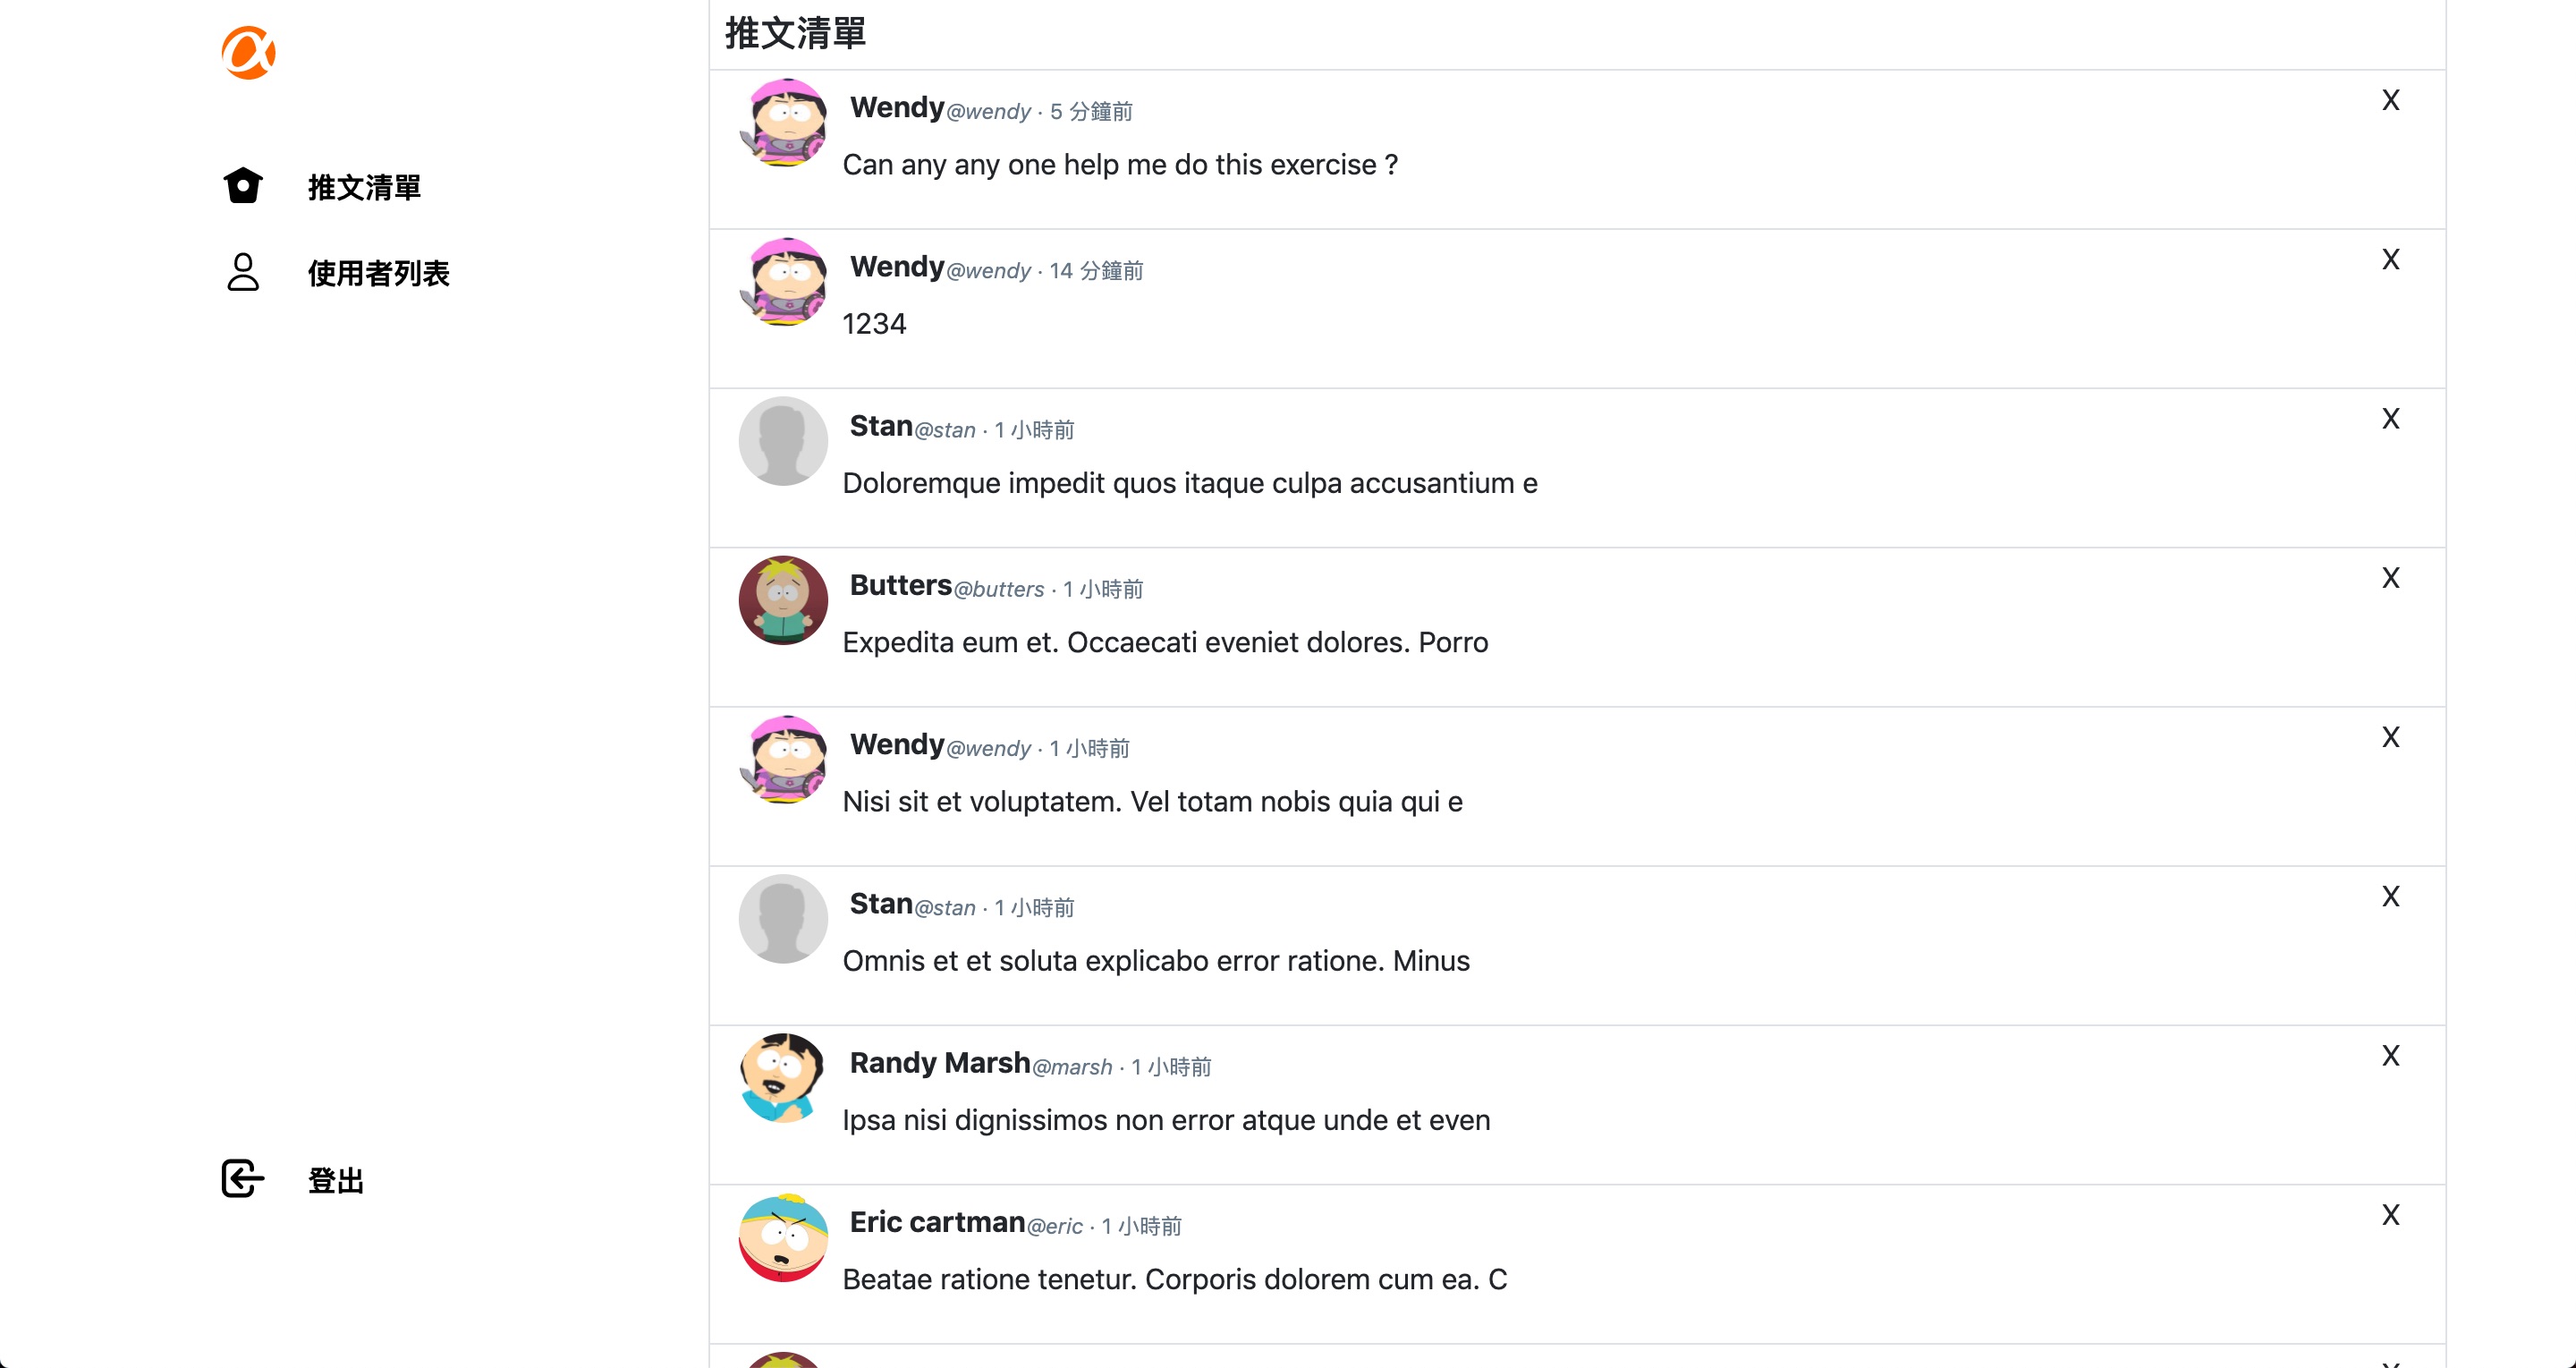 推文清單
推文清單
使用者列表
登出
Wendy@wendy · 5 分鐘前
X
Can any any one help me do this exercise ?
Wendy@wendy · 14 分鐘前
X
1234
Stan@stan · 1 小時前
X
Doloremque impedit quos itaque culpa accusantium e
Butters@butters · 1 小時前
X
Expedita eum et. Occaecati eveniet dolores. Porro
Wendy@wendy · 1 小時前
X
Nisi sit et voluptatem. Vel totam nobis quia qui e
Stan@stan · 1 小時前
X
Omnis et et soluta explicabo error ratione. Minus
Randy Marsh@marsh · 1 小時前
X
Ipsa nisi dignissimos non error atque unde et even
Eric cartman@eric · 1 小時前
X
Beatae ratione tenetur. Corporis dolorem cum ea. C